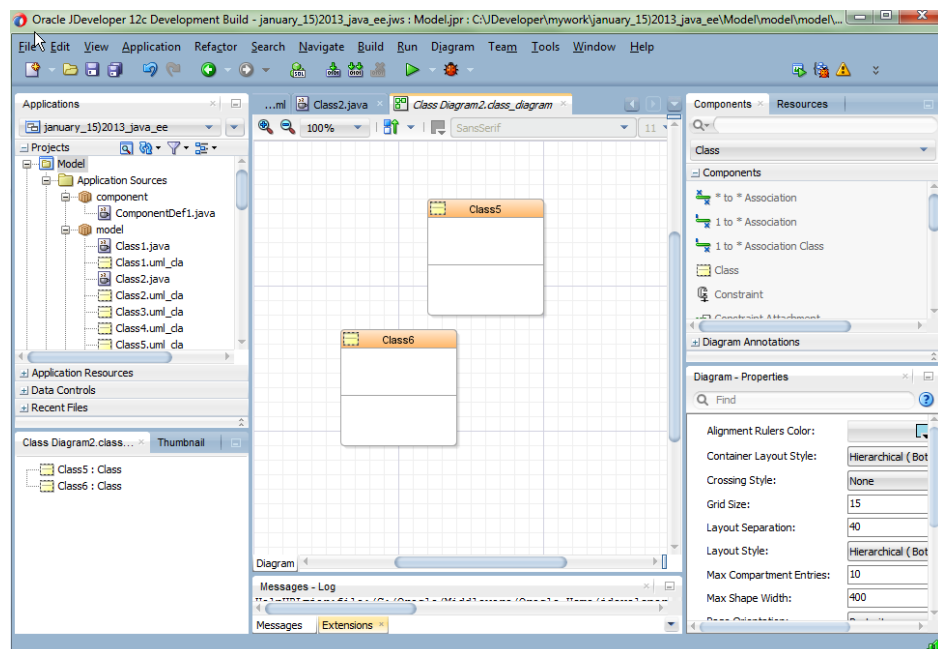 Oracle JDeveloper 12c Development Build - january_15)2013_java_ee.jws : Model.jpr : C:\JDeveloper\mywork\january_15)2013_java_ee\Model\model\model\...
File Edit View Application Refactor Search Navigate Build Run Diagram Team Tools Window Help
Applications
january_15)2013_java_ee
Projects
Model
Application Sources
component
ComponentDef1.java
model
Class1.java
Class1.uml_cla
Class2.java
Class2.uml_cla
Class3.uml_cla
Class4.uml_cla
Class5.uml_cla
Application Resources
Data Controls
Recent Files
Class Diagram2.class... Thumbnail
Class5 : Class
Class6 : Class
...ml Class2.java Class Diagram2.class_diagram
100% SansSerif 11
Class5
Class6
Diagram
Messages - Log
Messages Extensions
Components Resources
Class
Components
* to * Association
1 to * Association
1 to * Association Class
Class
Constraint
Constraint Attachment
Diagram Annotations
Diagram - Properties
Find
Alignment Rulers Color:
Container Layout Style: Hierarchical ( Bot
Crossing Style: None
Grid Size: 15
Layout Separation: 40
Layout Style: Hierarchical ( Bot
Max Compartment Entries: 10
Max Shape Width: 400